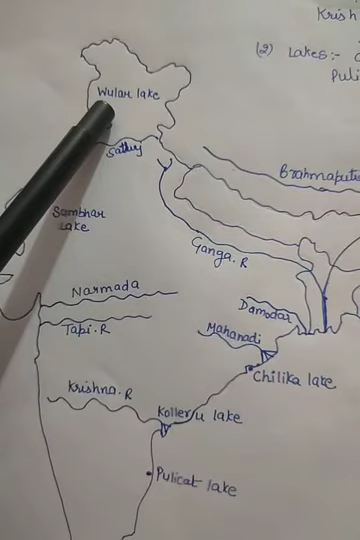 Krish
(2) Lakes:-
Puli
Wular lake
Satluj
Brahmaput
Sambhar
Lake
Ganga.R
Narmada
Damodar
Tapi.R
Mahanadi
Chilika lake
Krishna.R
Kolleru lake
Pulicat lake